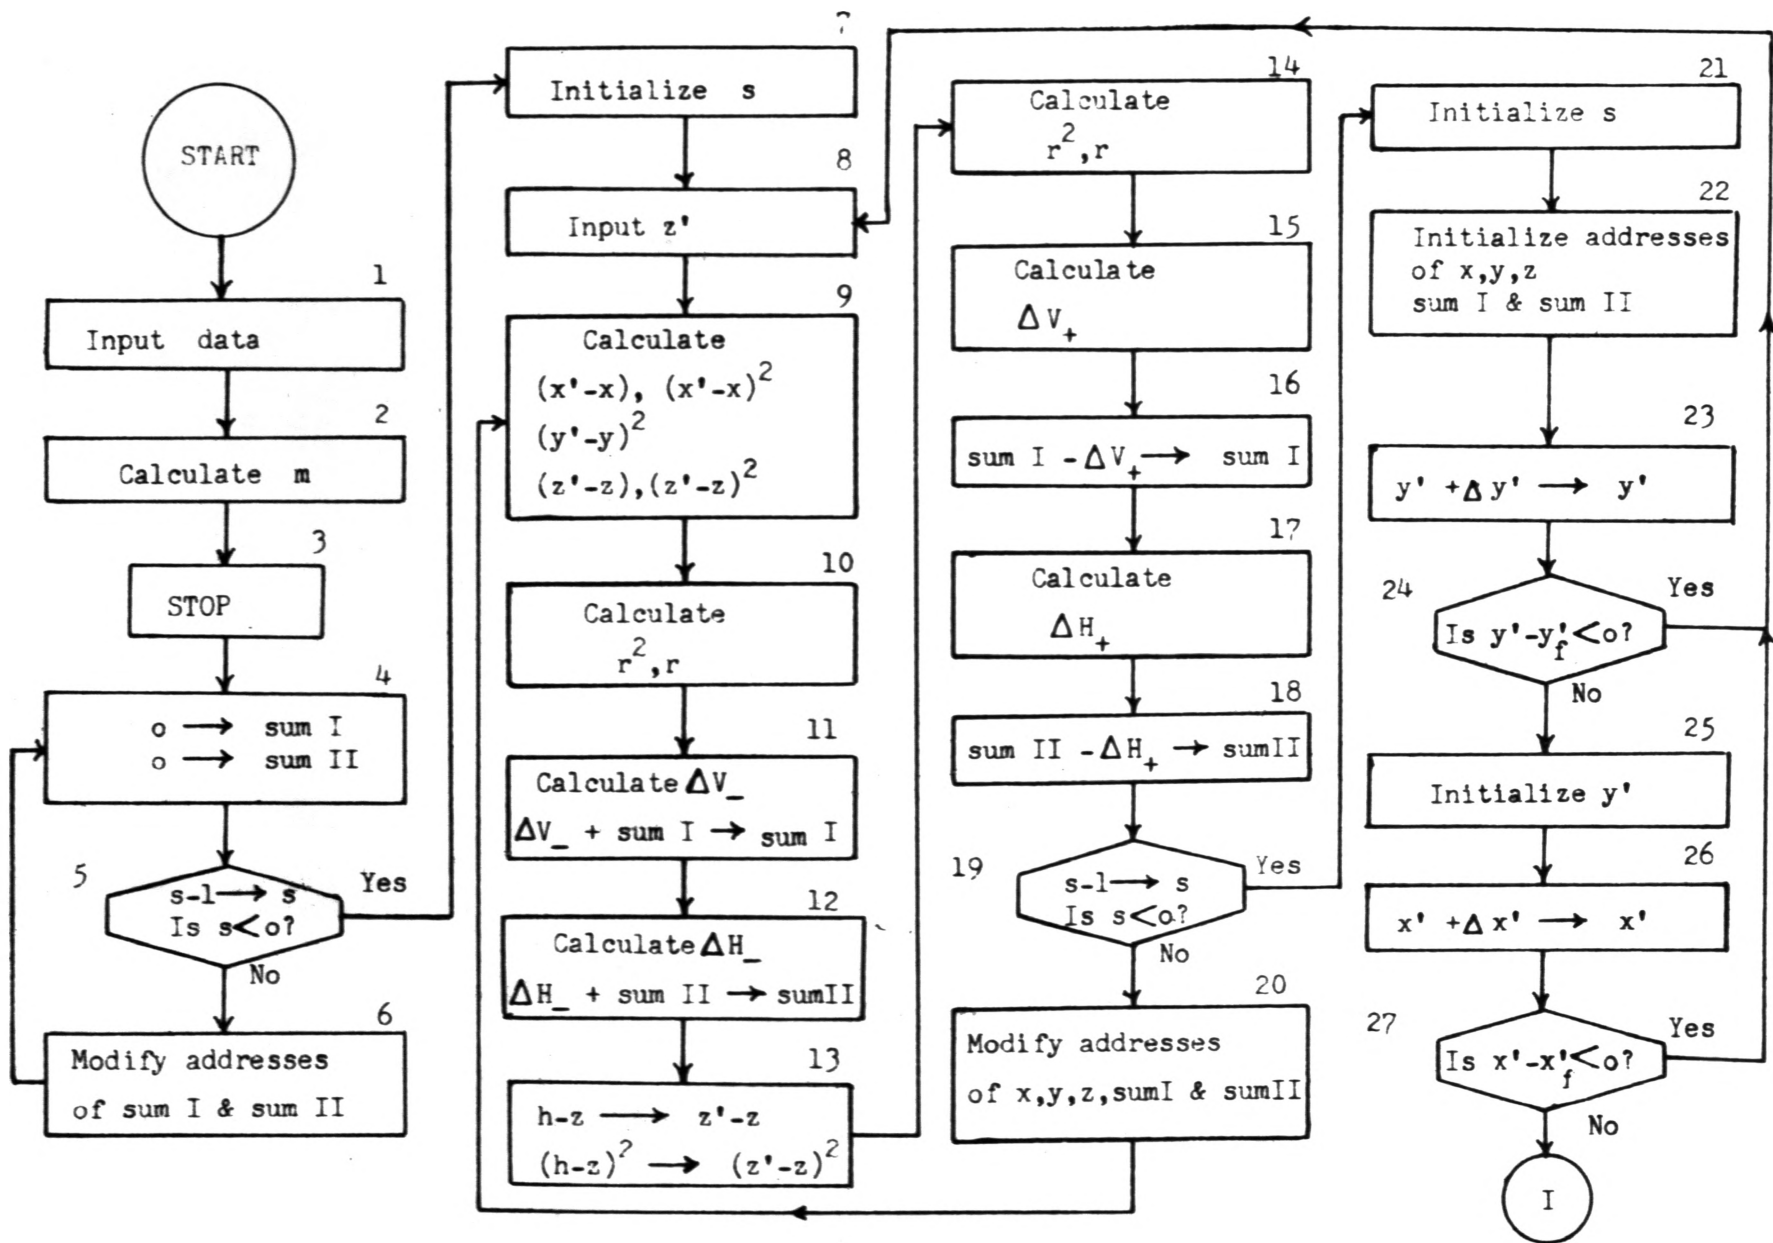 START
1
Input data
2
Calculate m
3
STOP
4
o → sum I
o → sum II
5
s-1 → s
Is s<o?
Yes
No
6
Modify addresses
of sum I & sum II
7
Initialize s
8
Input z'
9
Calculate
(x'-x), (x'-x)²
(y'-y)²
(z'-z),(z'-z)²
10
Calculate
r²,r
11
Calculate ΔV_
ΔV_ + sum I → sum I
12
Calculate ΔH_
ΔH_ + sum II → sumII
13
h-z → z'-z
(h-z)² → (z'-z)²
14
Calculate
r²,r
15
Calculate
ΔV₊
16
sum I - ΔV₊ → sum I
17
Calculate
ΔH₊
18
sum II - ΔH₊ → sumII
19
s-1 → s
Is s<o?
Yes
No
20
Modify addresses
of x,y,z,sumI & sumII
21
Initialize s
22
Initialize addresses
of x,y,z
sum I & sum II
23
y' + Δy' → y'
24
Is y'-y'f<o?
Yes
No
25
Initialize y'
26
x' + Δx' → x'
27
Is x'-x'f<o?
Yes
No
I